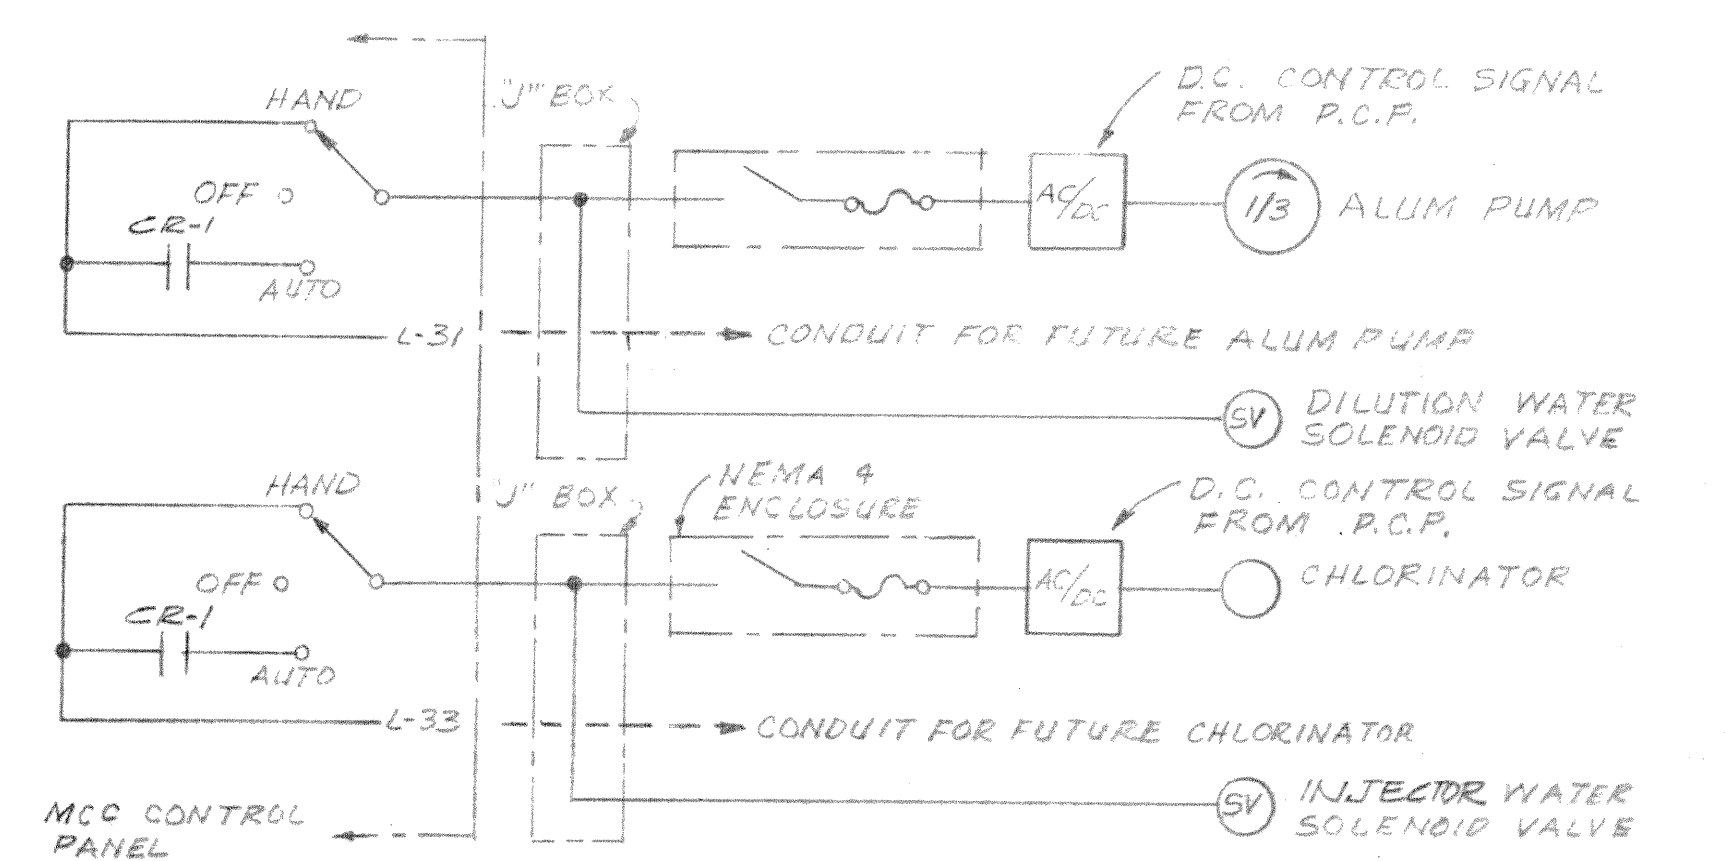 D.C. CONTROL SIGNAL
FROM P.C.P.
"J" BOX
HAND
OFF
CR-1
AUTO
AC/DC
1/3
ALUM PUMP
L-31
CONDUIT FOR FUTURE ALUM PUMP
SV
DILUTION WATER
SOLENOID VALVE
HAND
"J" BOX
NEMA 4
ENCLOSURE
D.C. CONTROL SIGNAL
FROM P.C.P.
OFF
CR-1
AUTO
AC/DC
CHLORINATOR
L-33
CONDUIT FOR FUTURE CHLORINATOR
SV
INJECTOR WATER
SOLENOID VALVE
MCC CONTROL
PANEL